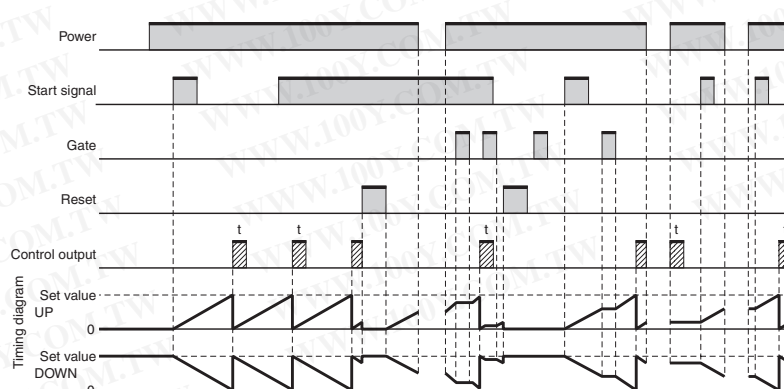 Power
Start signal
Gate
Reset
t
t
t
t
Control output
Timing diagram
Set value
UP
0
Set value
DOWN
0
WWW.100Y.COM.TW